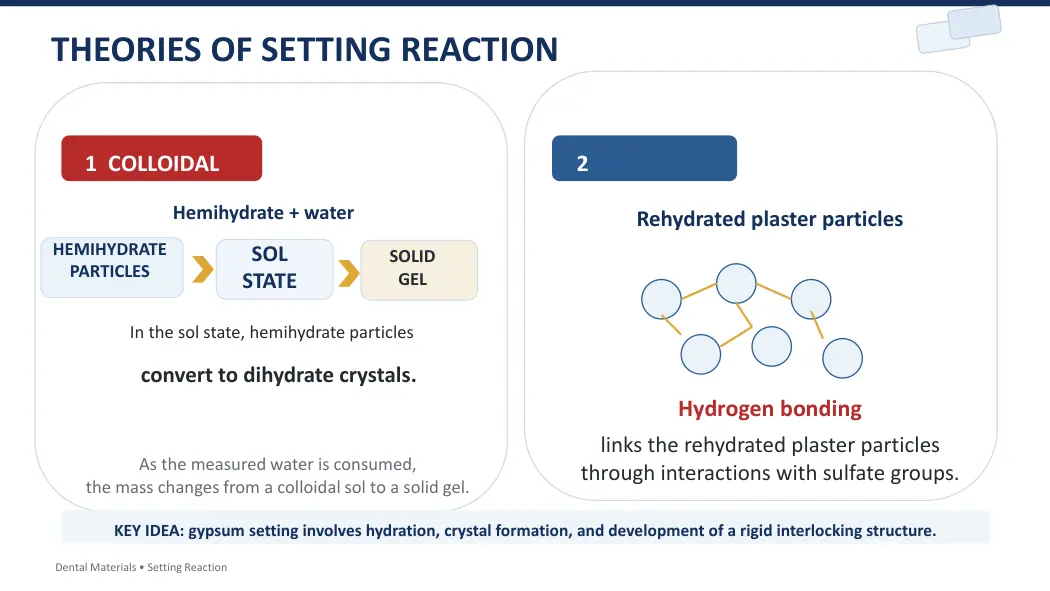 THEORIES OF SETTING REACTION
1 COLLOIDAL
Hemihydrate + water
HEMIHYDRATE
PARTICLES
SOL
STATE
SOLID
GEL
In the sol state, hemihydrate particles
convert to dihydrate crystals.
As the measured water is consumed,
the mass changes from a colloidal sol to a solid gel.
2
Rehydrated plaster particles
Hydrogen bonding
links the rehydrated plaster particles
through interactions with sulfate groups.
KEY IDEA: gypsum setting involves hydration, crystal formation, and development of a rigid interlocking structure.
Dental Materials • Setting Reaction